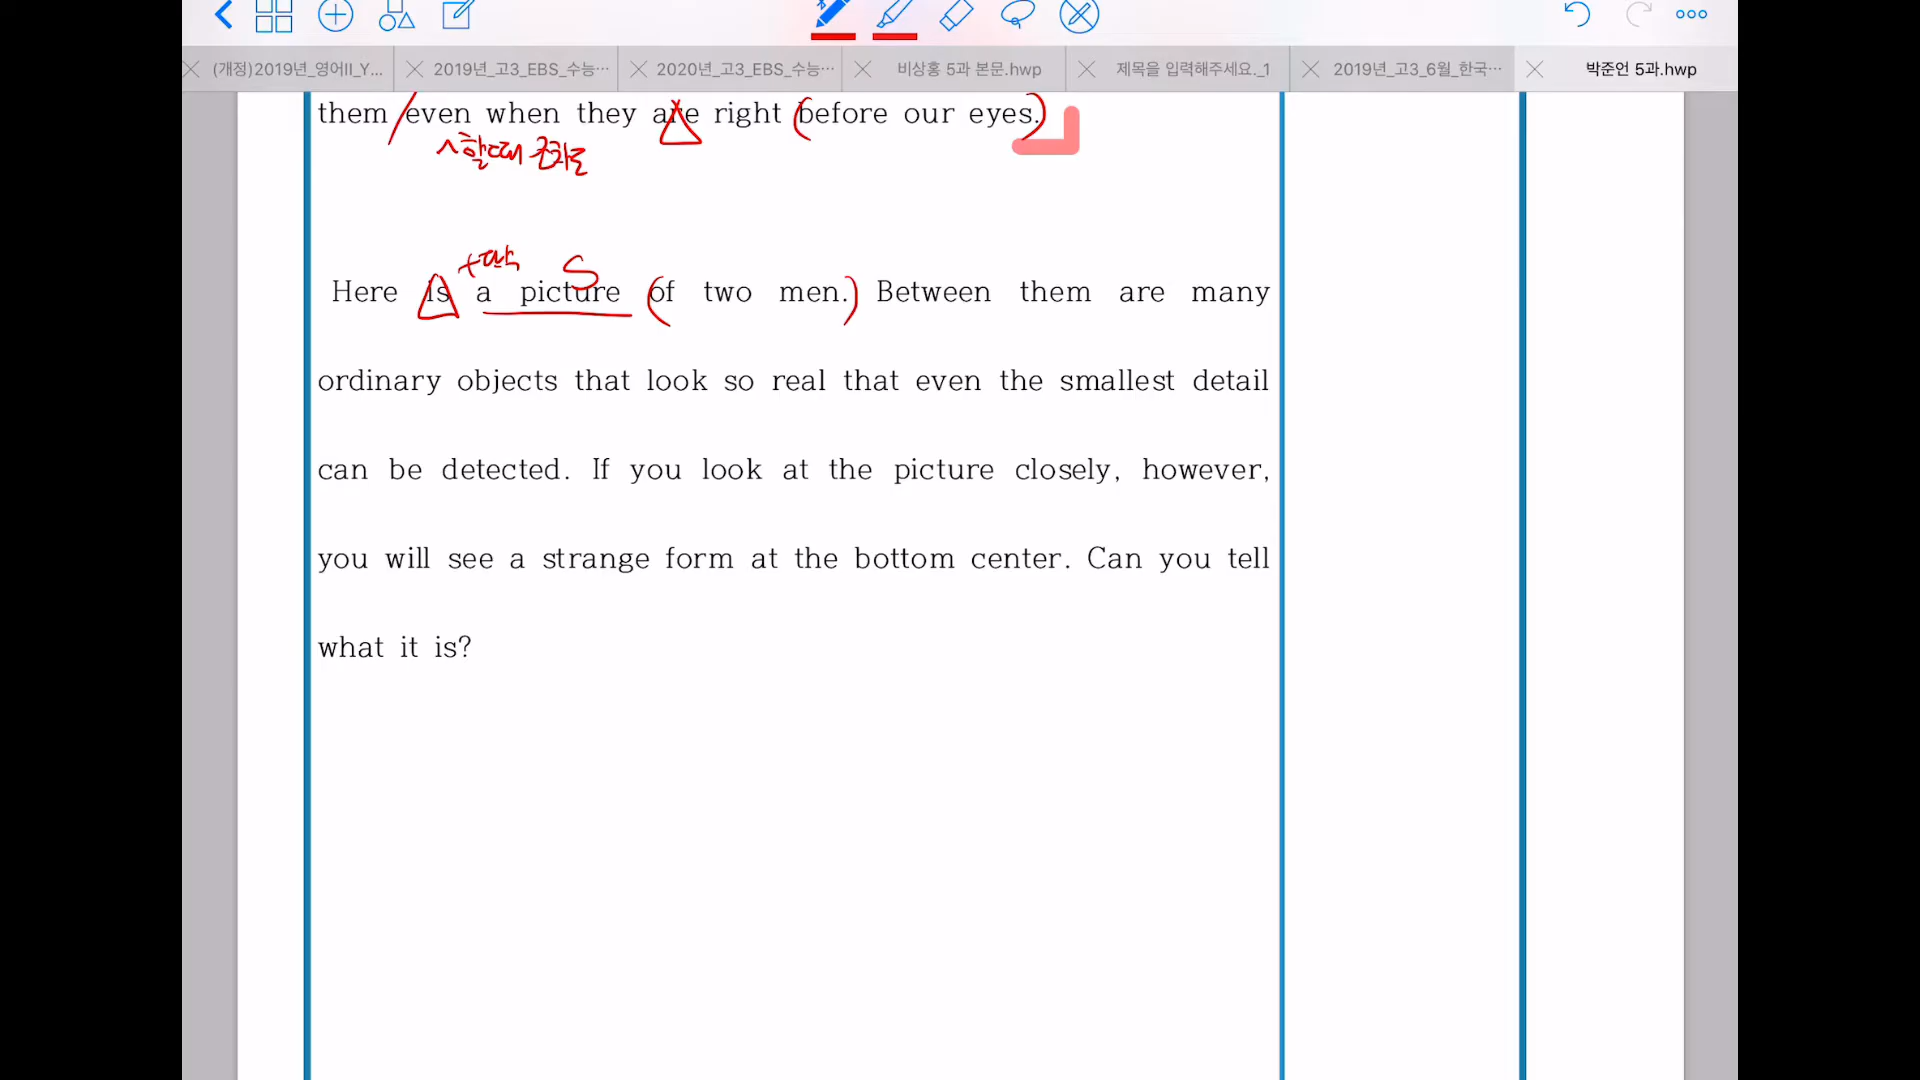 (개정)2019년_영어II_Y...
2019년_고3_EBS_수능...
2020년_고3_EBS_수능...
비상홍 5과 본문.hwp
제목을 입력해주세요._1
2019년_고3_6월_한국...
박준언 5과.hwp
them / even when they are right (before our eyes.)
~할때 조차도
S
Here is a picture (of two men.) Between them are many
ordinary objects that look so real that even the smallest detail
can be detected. If you look at the picture closely, however,
you will see a strange form at the bottom center. Can you tell
what it is?